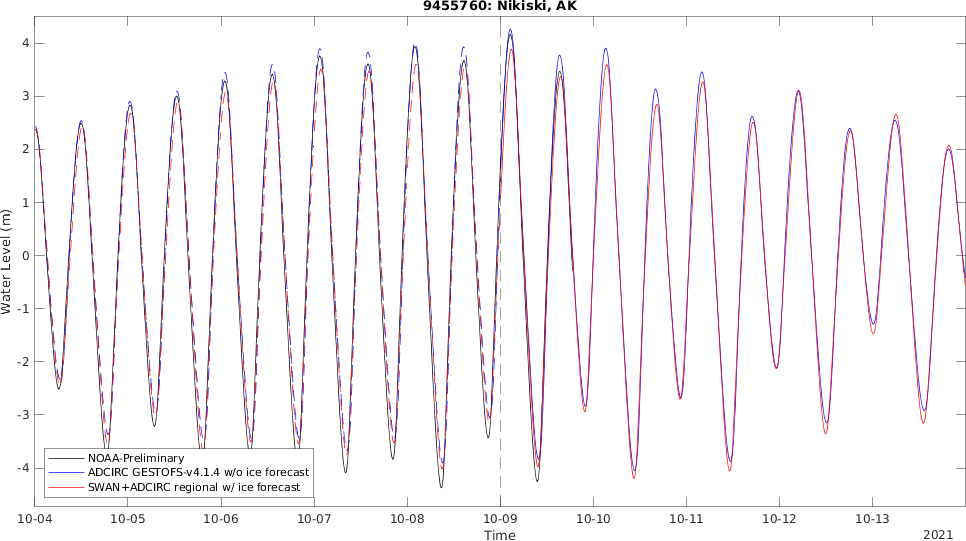 9455760: Nikiski, AK
Water Level (m)
4
3
2
1
0
-1
-2
-3
-4
NOAA-Preliminary
ADCIRC GESTOFS-v4.1.4 w/o ice forecast
SWAN+ADCIRC regional w/ ice forecast
10-04 10-05 10-06 10-07 10-08 10-09 10-10 10-11 10-12 10-13
Time
2021